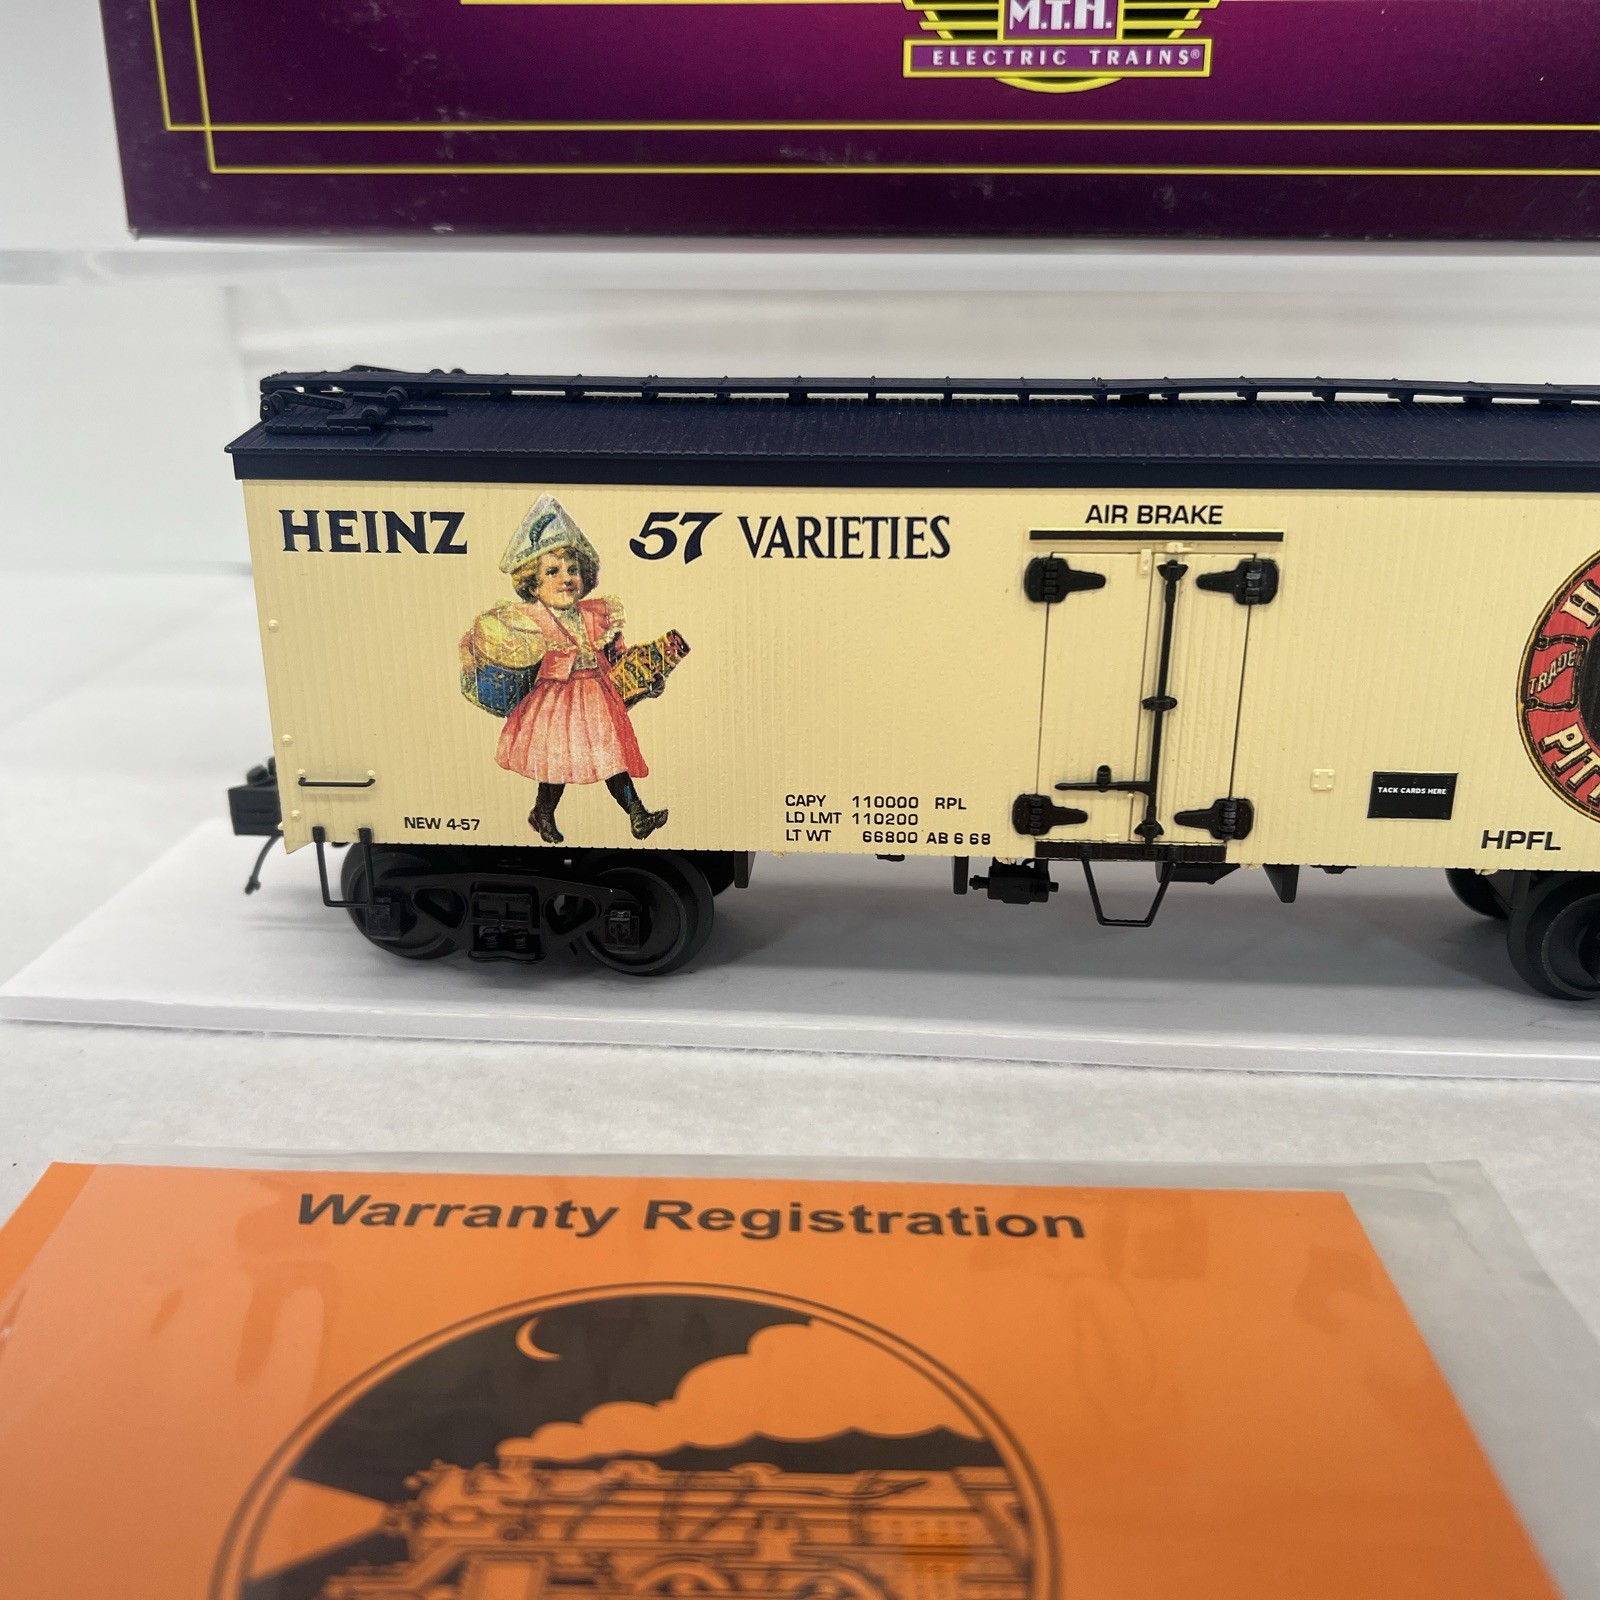 M.T.H.
ELECTRIC TRAINS®
HEINZ 57 VARIETIES
AIR BRAKE
TRADE
PIT
TACK CARDS HERE
NEW 4-57
CAPY 110000 RPL
LD LMT 110200
LT WT 66800 AB 6 68
HPFL
Warranty Registration